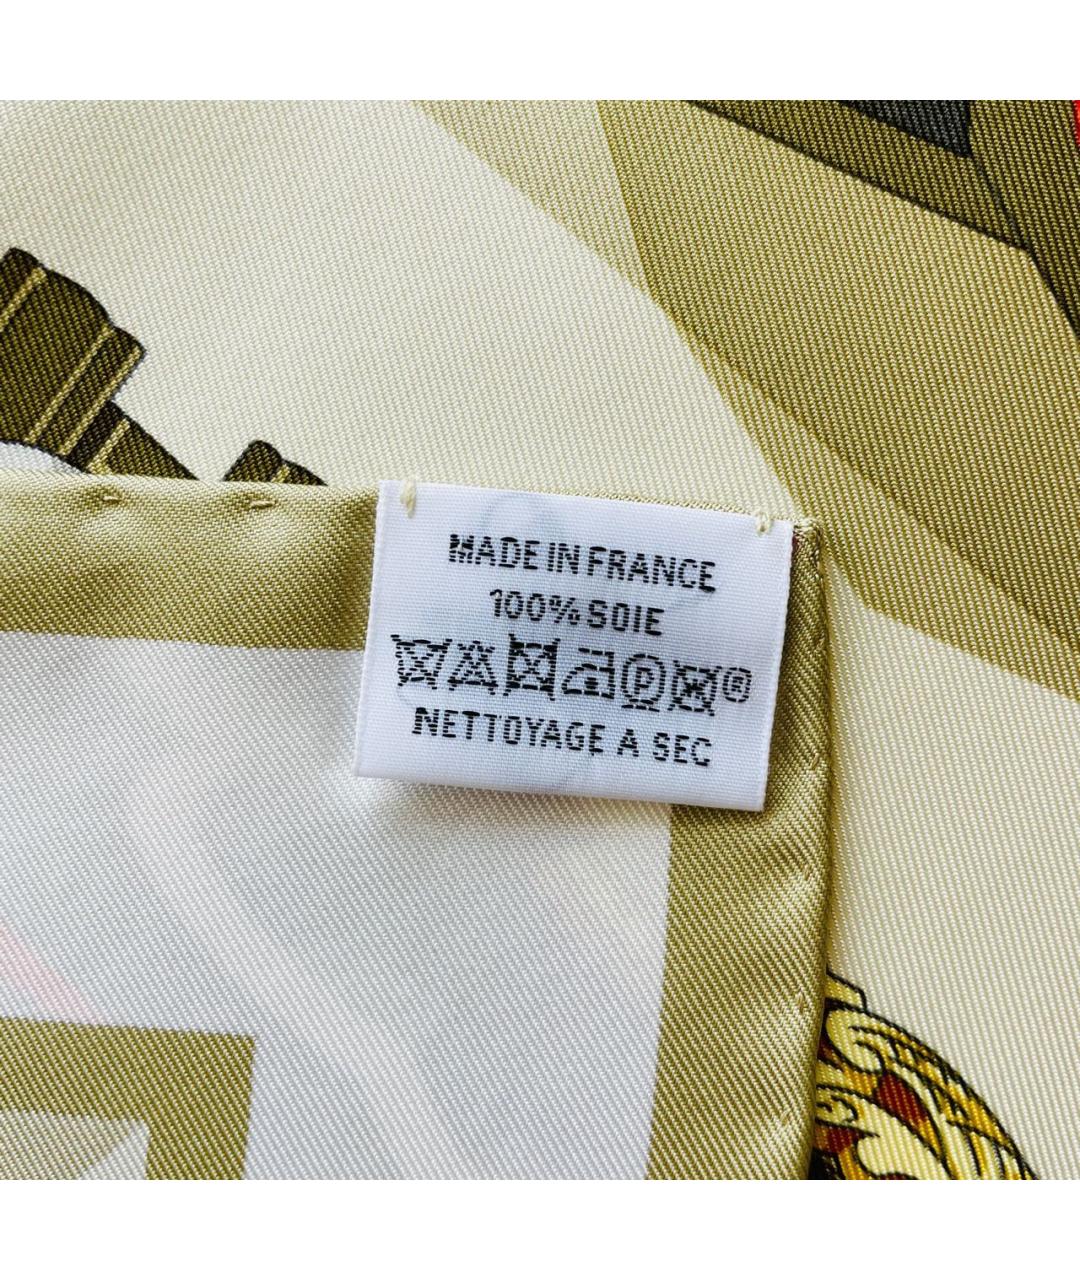 MADE IN FRANCE
100% SOIE
P ®
NETTOYAGE A SEC